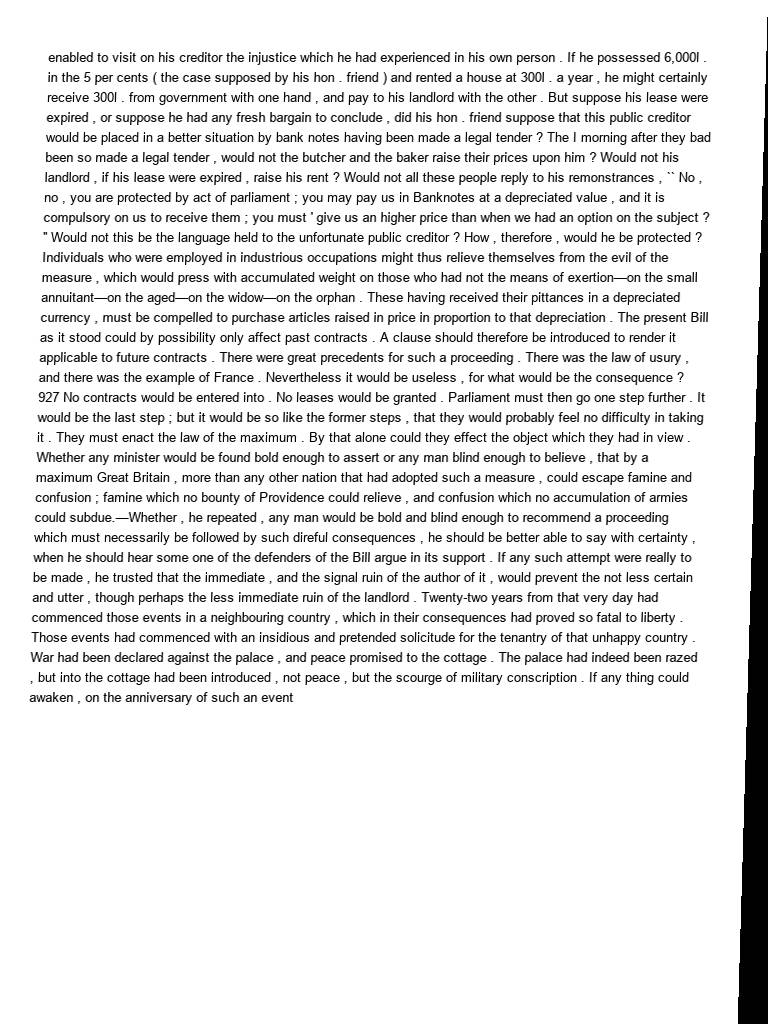 enabled to visit on his creditor the injustice which he had experienced in his own person . If he possessed 6,000l .
in the 5 per cents ( the case supposed by his hon . friend ) and rented a house at 300l . a year , he might certainly
receive 300l . from government with one hand , and pay to his landlord with the other . But suppose his lease were
expired , or suppose he had any fresh bargain to conclude , did his hon . friend suppose that this public creditor
would be placed in a better situation by bank notes having been made a legal tender ? The I morning after they bad
been so made a legal tender , would not the butcher and the baker raise their prices upon him ? Would not his
landlord , if his lease were expired , raise his rent ? Would not all these people reply to his remonstrances , `` No ,
no , you are protected by act of parliament ; you may pay us in Banknotes at a depreciated value , and it is
compulsory on us to receive them ; you must ' give us an higher price than when we had an option on the subject ?
" Would not this be the language held to the unfortunate public creditor ? How , therefore , would he be protected ?
Individuals who were employed in industrious occupations might thus relieve themselves from the evil of the
measure , which would press with accumulated weight on those who had not the means of exertion—on the small
annuitant—on the aged—on the widow—on the orphan . These having received their pittances in a depreciated
currency , must be compelled to purchase articles raised in price in proportion to that depreciation . The present Bill
as it stood could by possibility only affect past contracts . A clause should therefore be introduced to render it
applicable to future contracts . There were great precedents for such a proceeding . There was the law of usury ,
and there was the example of France . Nevertheless it would be useless , for what would be the consequence ?
927 No contracts would be entered into . No leases would be granted . Parliament must then go one step further . It
would be the last step ; but it would be so like the former steps , that they would probably feel no difficulty in taking
it . They must enact the law of the maximum . By that alone could they effect the object which they had in view .
Whether any minister would be found bold enough to assert or any man blind enough to believe , that by a
maximum Great Britain , more than any other nation that had adopted such a measure , could escape famine and
confusion ; famine which no bounty of Providence could relieve , and confusion which no accumulation of armies
could subdue.—Whether , he repeated , any man would be bold and blind enough to recommend a proceeding
which must necessarily be followed by such direful consequences , he should be better able to say with certainty ,
when he should hear some one of the defenders of the Bill argue in its support . If any such attempt were really to
be made , he trusted that the immediate , and the signal ruin of the author of it , would prevent the not less certain
and utter , though perhaps the less immediate ruin of the landlord . Twenty-two years from that very day had
commenced those events in a neighbouring country , which in their consequences had proved so fatal to liberty .
Those events had commenced with an insidious and pretended solicitude for the tenantry of that unhappy country .
War had been declared against the palace , and peace promised to the cottage . The palace had indeed been razed
, but into the cottage had been introduced , not peace , but the scourge of military conscription . If any thing could
awaken , on the anniversary of such an event